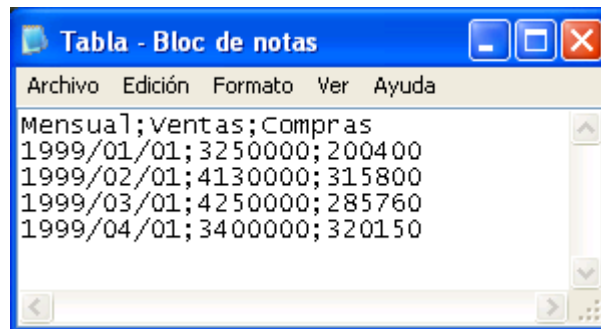 Tabla - Bloc de notas
Archivo Edición Formato Ver Ayuda
Mensual;Ventas;Compras
1999/01/01;3250000;200400
1999/02/01;4130000;315800
1999/03/01;4250000;285760
1999/04/01;3400000;320150